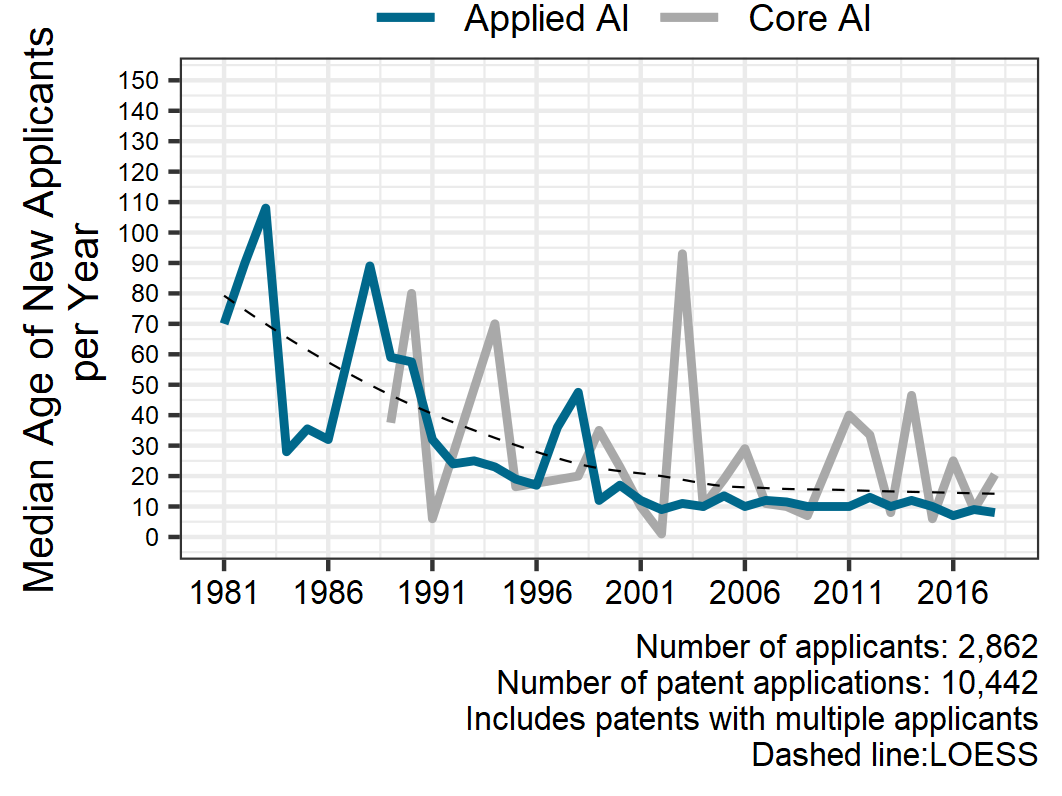 Applied AI Core AI
Median Age of New Applicants
per Year
150
140
130
120
110
100
90
80
70
60
50
40
30
20
10
0
1981 1986 1991 1996 2001 2006 2011 2016
Number of applicants: 2,862
Number of patent applications: 10,442
Includes patents with multiple applicants
Dashed line:LOESS